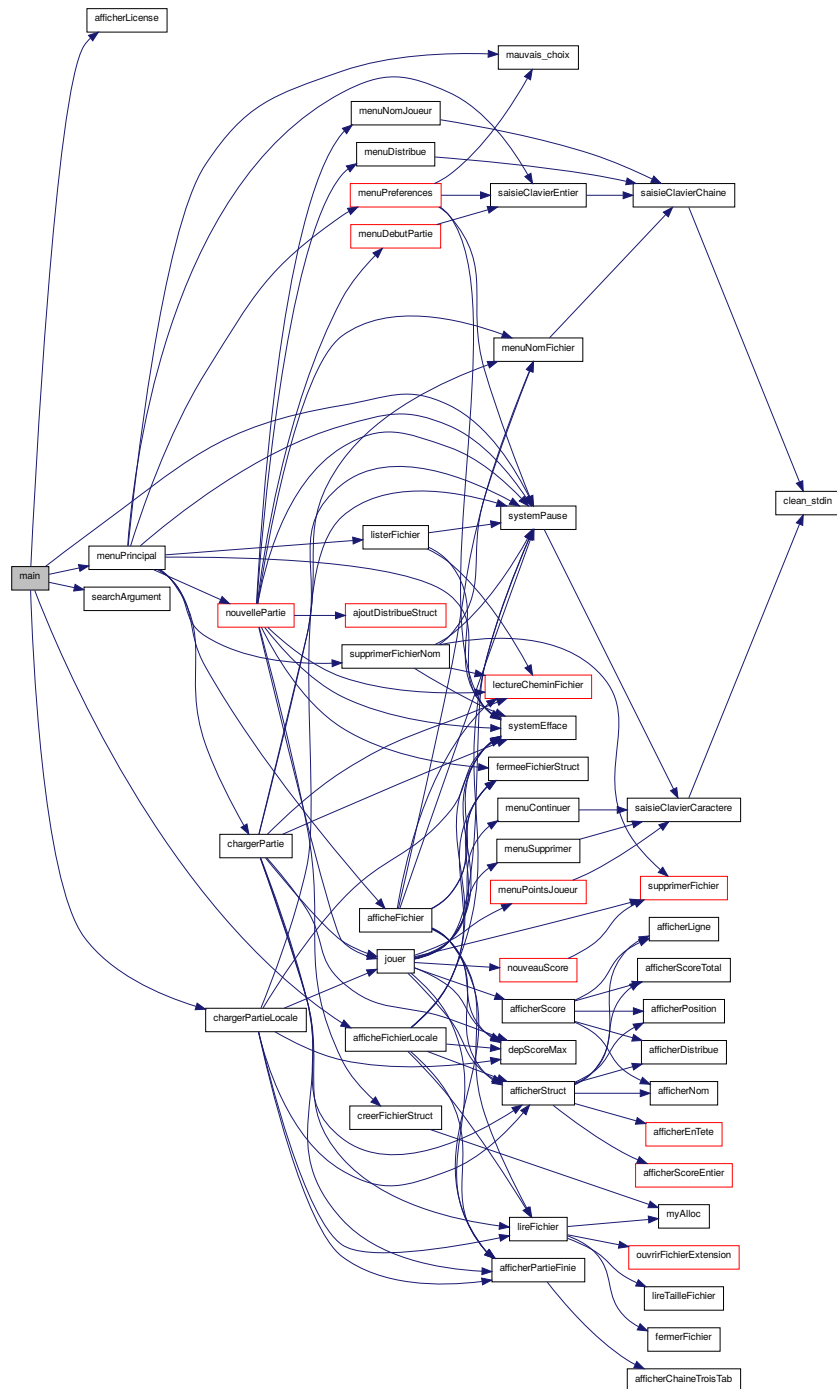 afficherLicense
mauvais_choix
menuNomJoueur
menuDistribue
menuPreferences
saisieClavierEntier
saisieClavierChaine
menuDebutPartie
menuNomFichier
clean_stdin
systemPause
listerFichier
menuPrincipal
main
searchArgument
nouvellePartie
ajoutDistribueStruct
supprimerFichierNom
lectureCheminFichier
systemEfface
fermeeFichierStruct
menuContinuer
saisieClavierCaractere
chargerPartie
menuSupprimer
menuPointsJoueur
supprimerFichier
afficheFichier
afficherLigne
jouer
nouveauScore
afficherScoreTotal
chargerPartieLocale
afficherScore
afficherPosition
afficheFichierLocale
depScoreMax
afficherDistribue
afficherStruct
afficherNom
creerFichierStruct
afficherEnTete
afficherScoreEntier
myAlloc
lireFichier
ouvrirFichierExtension
afficherPartieFinie
lireTailleFichier
fermerFichier
afficherChaineTroisTab